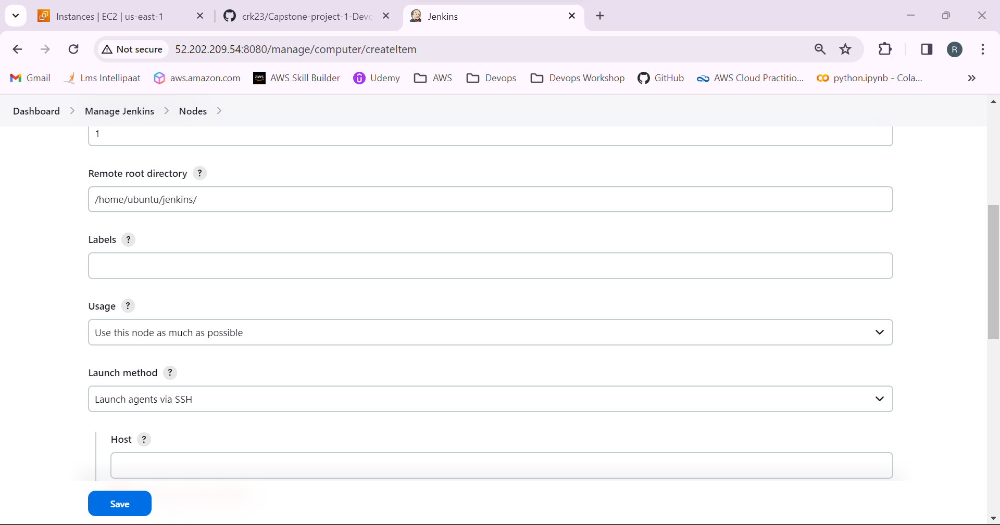 Instances | EC2 | us-east-1
crk23/Capstone-project-1-Devo
Jenkins
Not secure
52.202.209.54:8080/manage/computer/createItem
R
Gmail
Lms Intellipaat
aws.amazon.com
aws
AWS Skill Builder
Udemy
AWS
Devops
Devops Workshop
GitHub
AWS Cloud Practitio...
python.ipynb - Cola...
Dashboard
Manage Jenkins
Nodes
1
Remote root directory ?
/home/ubuntu/jenkins/
Labels ?
Usage ?
Use this node as much as possible
Launch method ?
Launch agents via SSH
Host ?
Save